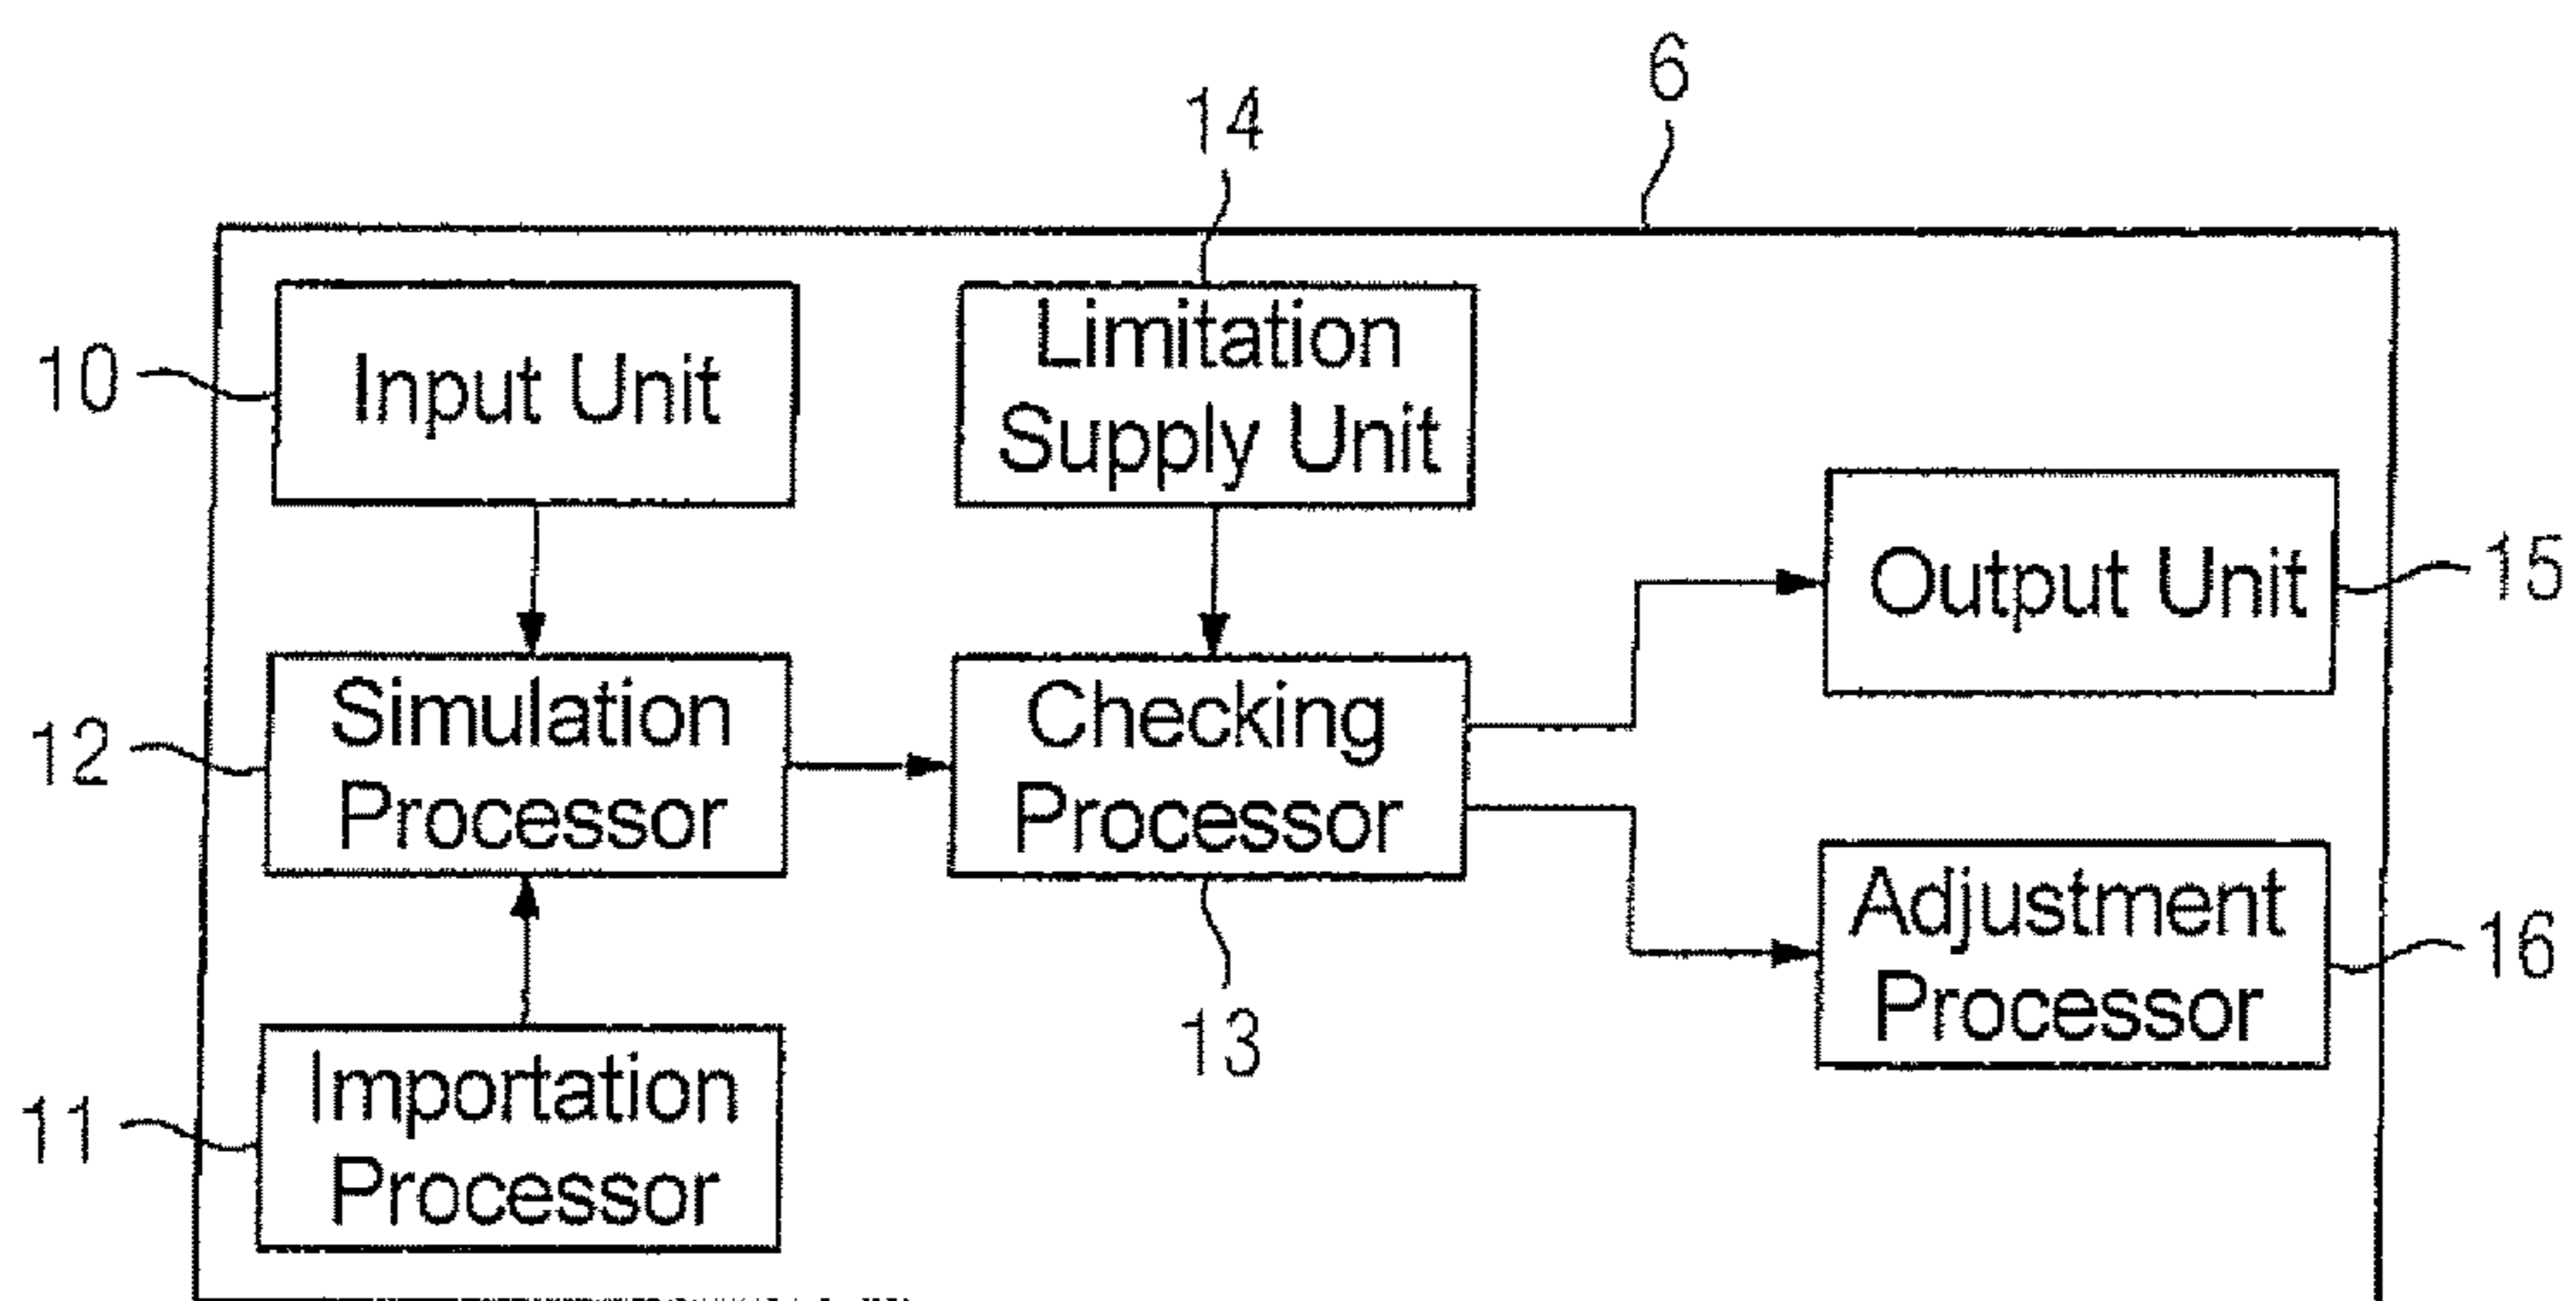 6
14
10
Input Unit
Limitation
Supply Unit
Output Unit
15
12
Simulation
Processor
Checking
Processor
Adjustment
Processor
16
13
11
Importation
Processor